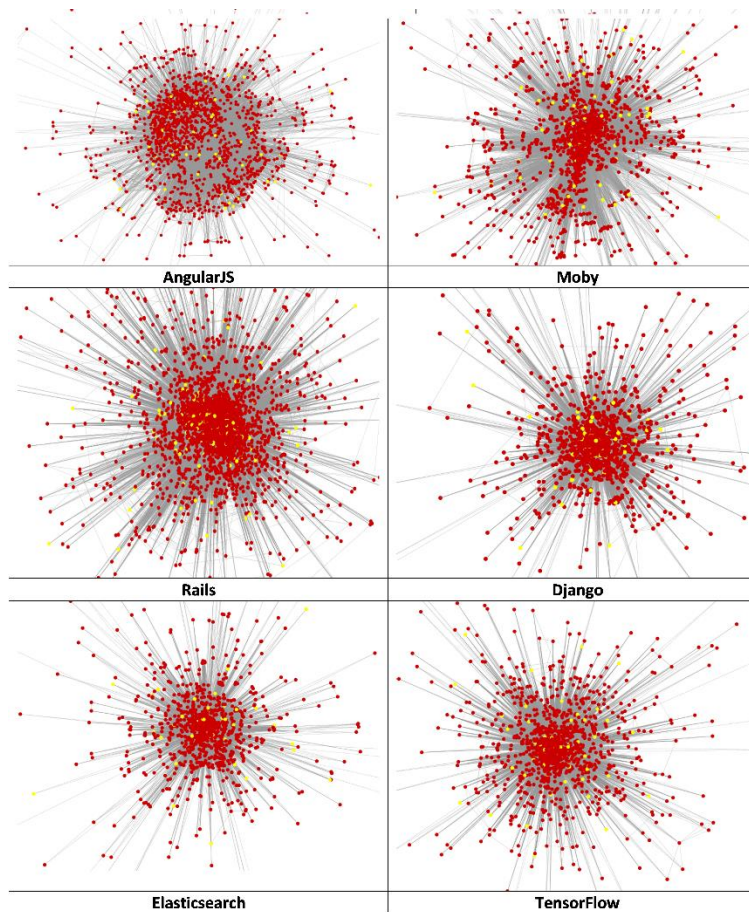 AngularJS
Moby
Rails
Django
Elasticsearch
TensorFlow